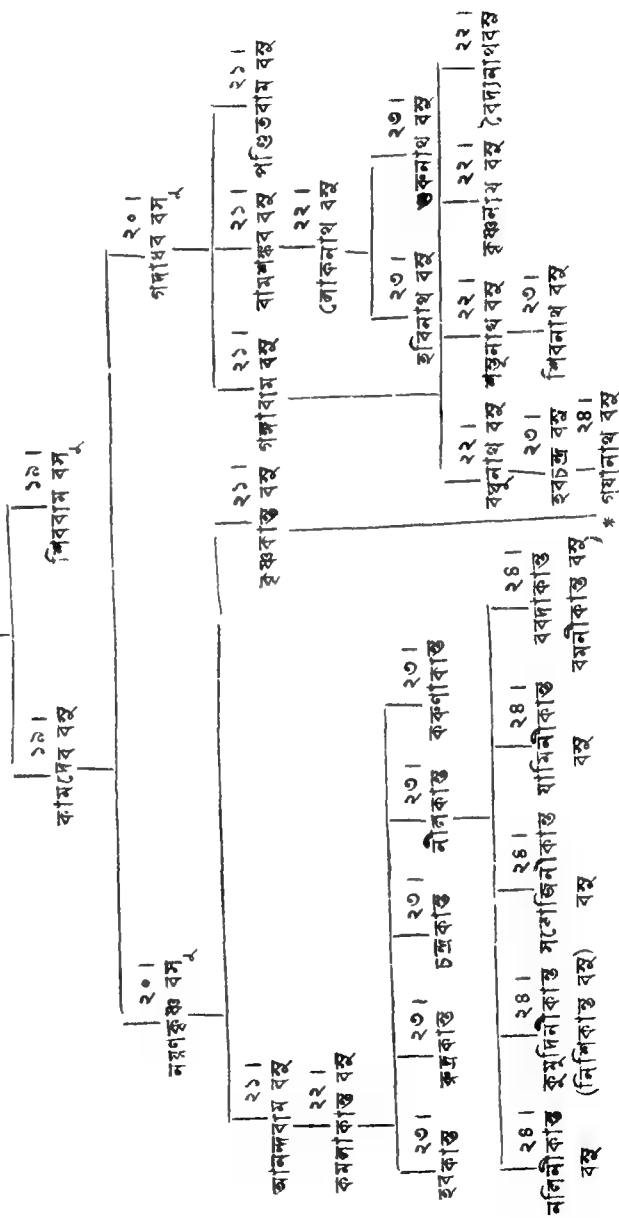 ১৯। ১৯।
কামদেব বসু শিবরাম বসু
২০। ২০।
নয়ণকৃষ্ণ বসু গদাধর বসু
২১। ২১। ২১। ২১। ২১।
আনন্দরাম বসু কৃষ্ণকান্ত বসু গঙ্গারাম বসু রামশঙ্কর বসু পণ্ডিতরাম বসু
২২। ২২।
কমলাকান্ত বসু লোকনাথ বসু
২৩। ২৩। ২৩। ২৩। ২৩। ২৩। ২৩।
হরকান্ত রুদ্রকান্ত চন্দ্রকান্ত নীলকান্ত করুণাকান্ত হরিনাথ বসু গুরুনাথ বসু
২২। ২২। ২২। ২২।
রঘুনাথ বসু শম্ভুনাথ বসু কৃষ্ণনাথ বসু বৈদ্যনাথ বসু
২৩। ২৩।
হরচন্দ্র বসু শিবনাথ বসু
২৪। ২৪। ২৪। ২৪। ২৪। ২৪।
নলিনীকান্ত কুমুদিনীকান্ত সরোজিনীকান্ত যামিনীকান্ত বরদাকান্ত * গয়ানাথ বসু
বসু (নিশিকান্ত বসু) বসু বসু রমনীকান্ত বসু